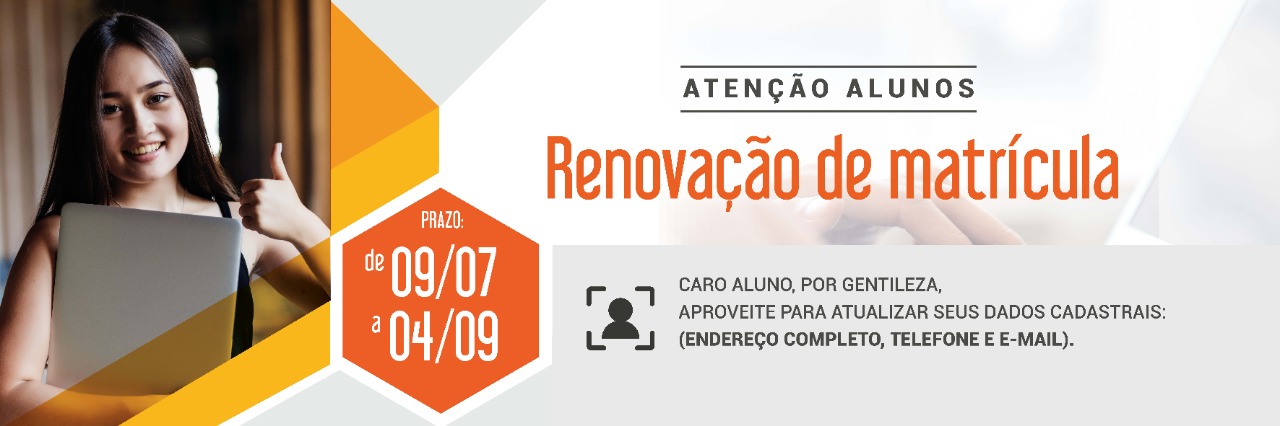 ATENÇÃO ALUNOS
Renovação de matrícula
PRAZO:
de 09/07
a 04/09
CARO ALUNO, POR GENTILEZA,
APROVEITE PARA ATUALIZAR SEUS DADOS CADASTRAIS:
(ENDEREÇO COMPLETO, TELEFONE E E-MAIL).